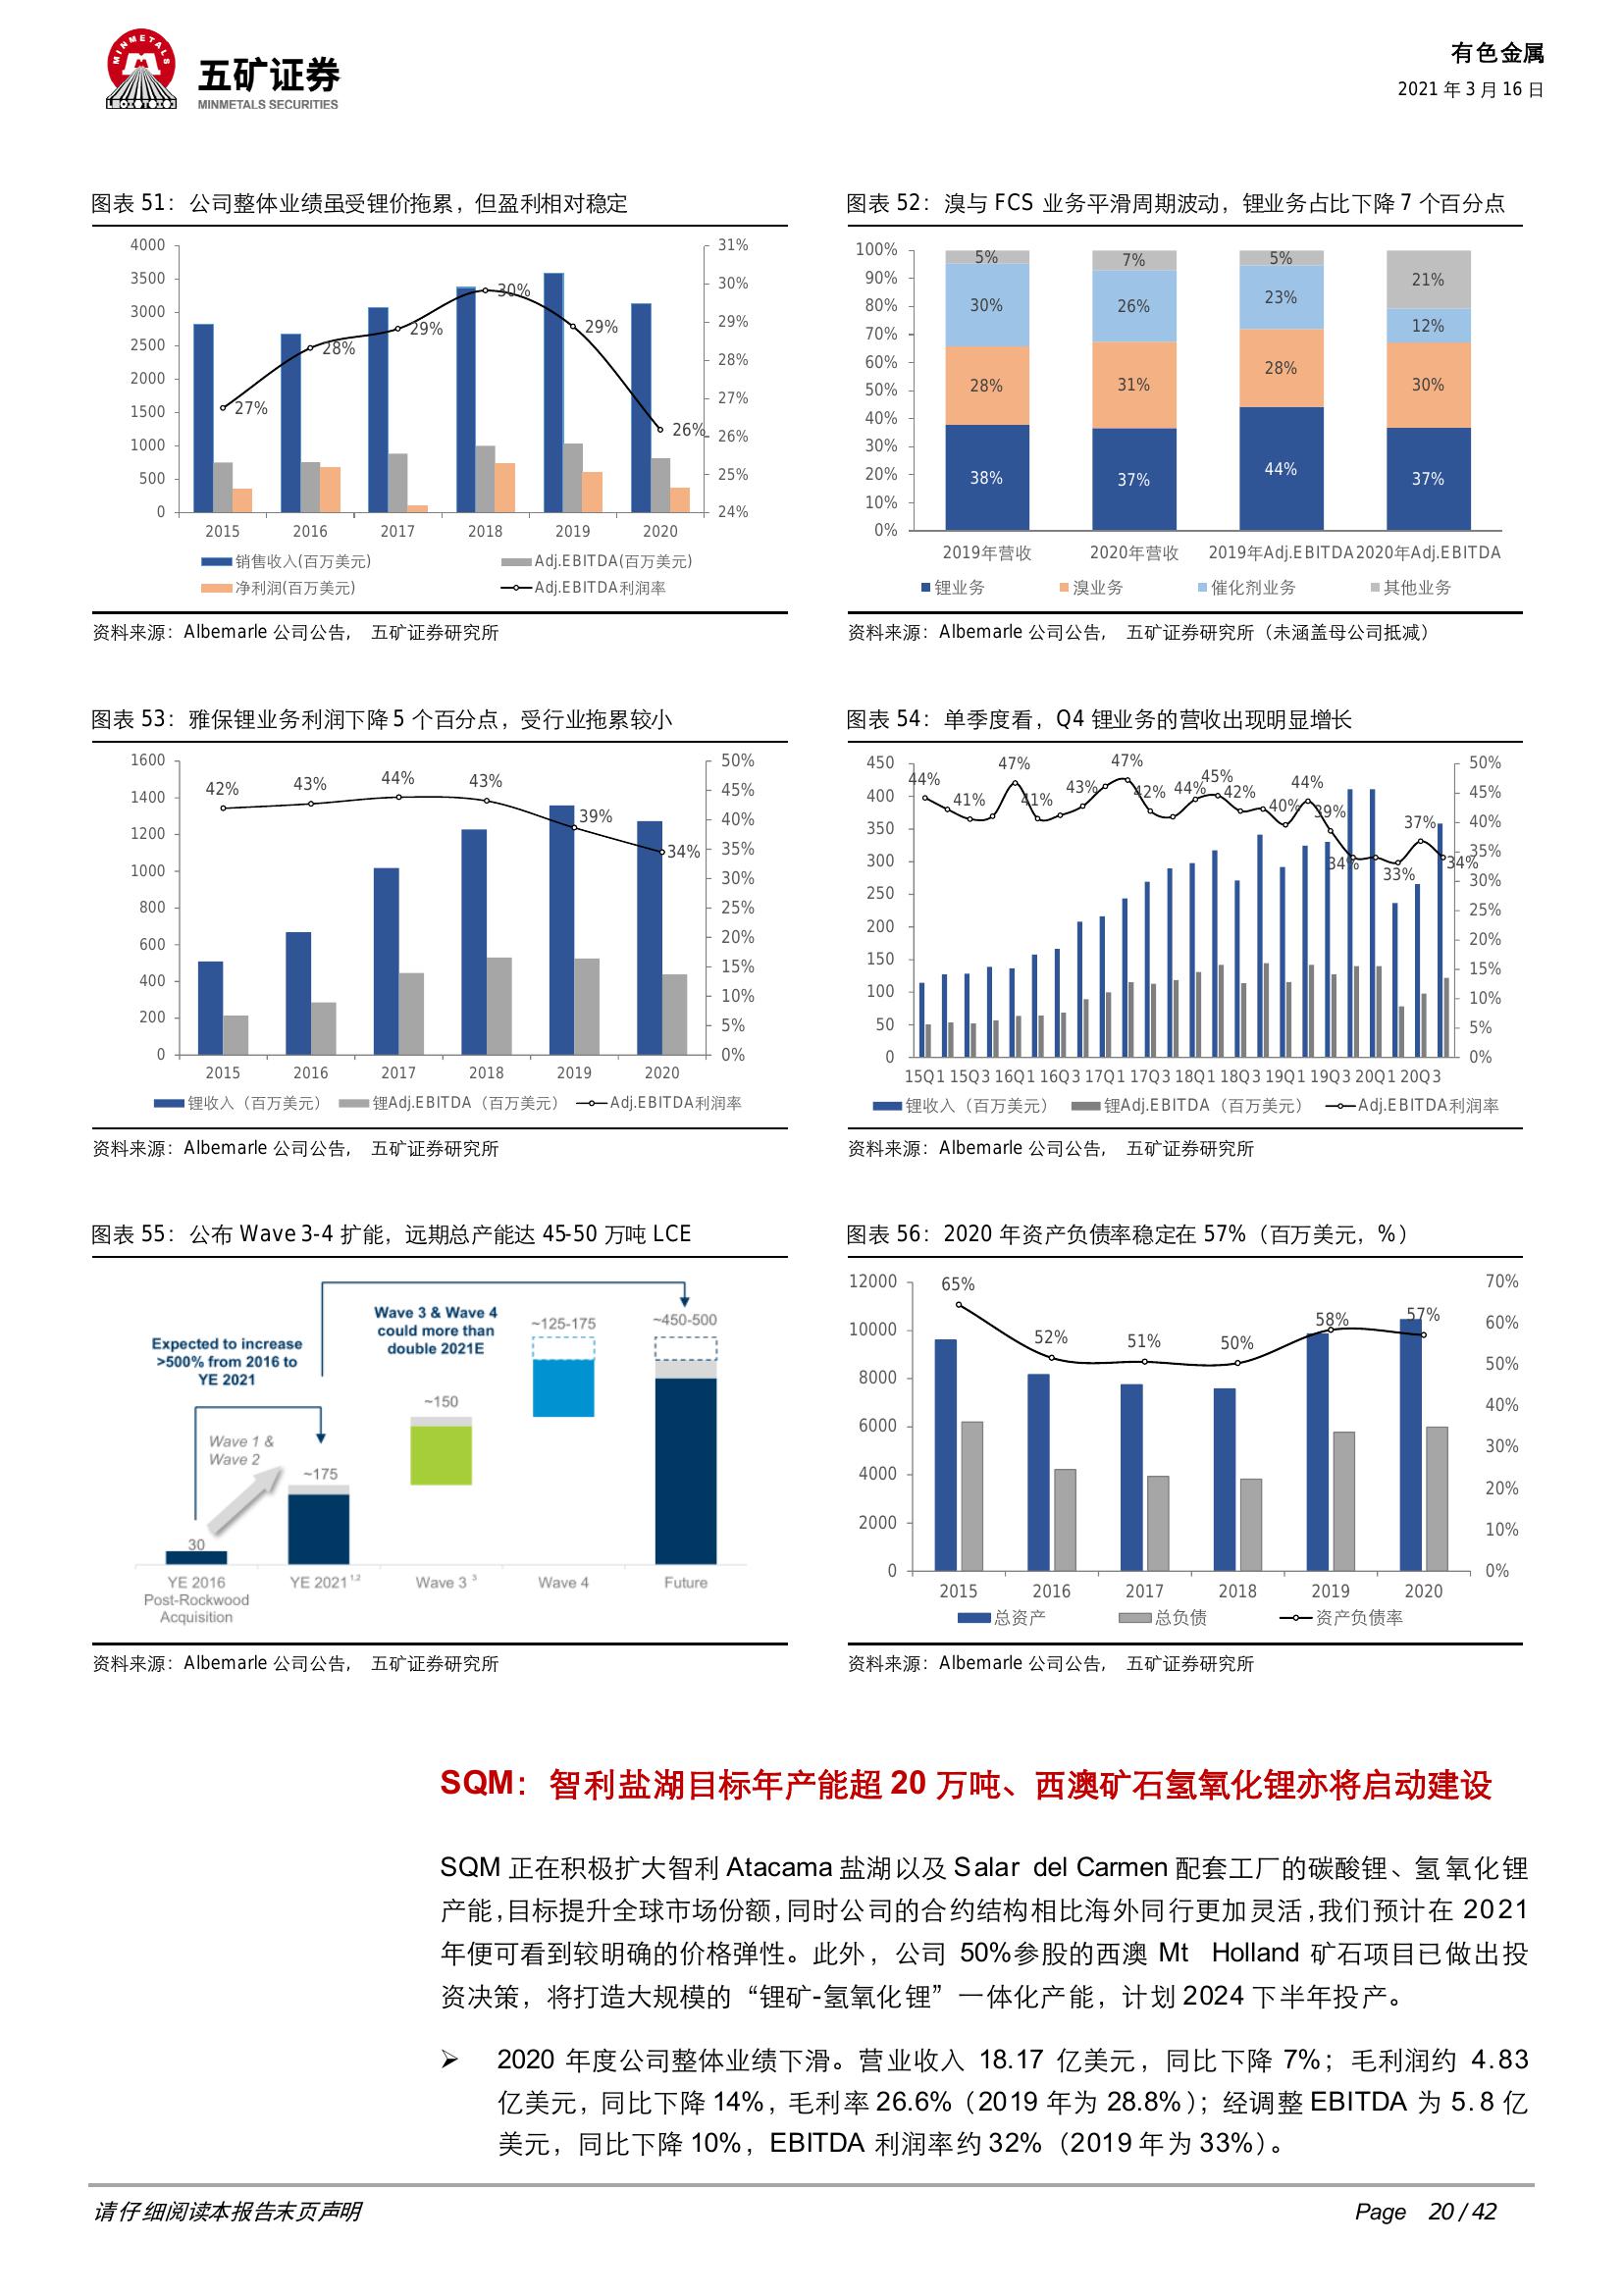 MINMETALS
五矿证券
MINMETALS SECURITIES
有色金属
2021 年 3 月 16 日
图表 51：公司整体业绩虽受锂价拖累，但盈利相对稳定
4000
3500
3000
2500
2000
1500
1000
500
0
31%
30%
29%
28%
27%
26%
25%
24%
27%
28%
29%
30%
29%
26%
2015 2016 2017 2018 2019 2020
销售收入(百万美元) Adj.EBITDA(百万美元)
净利润(百万美元) Adj.EBITDA利润率
资料来源：Albemarle 公司公告，五矿证券研究所
图表 52：溴与 FCS 业务平滑周期波动，锂业务占比下降 7 个百分点
100%
90%
80%
70%
60%
50%
40%
30%
20%
10%
0%
5% 7% 5% 21%
30% 26% 23% 12%
28% 31% 28% 30%
38% 37% 44% 37%
2019年营收 2020年营收 2019年Adj.EBITDA 2020年Adj.EBITDA
锂业务 溴业务 催化剂业务 其他业务
资料来源：Albemarle 公司公告，五矿证券研究所（未涵盖母公司抵减）
图表 53：雅保锂业务利润下降 5 个百分点，受行业拖累较小
1600
1400
1200
1000
800
600
400
200
0
50%
45%
40%
35%
30%
25%
20%
15%
10%
5%
0%
42% 43% 44% 43% 39% 34%
2015 2016 2017 2018 2019 2020
锂收入（百万美元） 锂Adj.EBITDA（百万美元） Adj.EBITDA利润率
资料来源：Albemarle 公司公告，五矿证券研究所
图表 54：单季度看，Q4 锂业务的营收出现明显增长
450
400
350
300
250
200
150
100
50
0
50%
45%
40%
35%
30%
25%
20%
15%
10%
5%
0%
44% 41% 47% 41% 43% 47% 42% 44% 45% 42% 40% 44% 39% 34% 33% 37% 34%
15Q1 15Q3 16Q1 16Q3 17Q1 17Q3 18Q1 18Q3 19Q1 19Q3 20Q1 20Q3
锂收入（百万美元） 锂Adj.EBITDA（百万美元） Adj.EBITDA利润率
资料来源：Albemarle 公司公告，五矿证券研究所
图表 55：公布 Wave 3-4 扩能，远期总产能达 45-50 万吨 LCE
Expected to increase
>500% from 2016 to
YE 2021
Wave 3 & Wave 4
could more than
double 2021E
Wave 1 &
Wave 2
30
~175
~150
~125-175
~450-500
YE 2016
Post-Rockwood
Acquisition
YE 2021 1,2
Wave 3 3
Wave 4
Future
资料来源：Albemarle 公司公告，五矿证券研究所
图表 56：2020 年资产负债率稳定在 57%（百万美元，%）
12000
10000
8000
6000
4000
2000
0
70%
60%
50%
40%
30%
20%
10%
0%
65% 52% 51% 50% 58% 57%
2015 2016 2017 2018 2019 2020
总资产 总负债 资产负债率
资料来源：Albemarle 公司公告，五矿证券研究所
SQM：智利盐湖目标年产能超 20 万吨、西澳矿石氢氧化锂亦将启动建设
SQM 正在积极扩大智利 Atacama 盐湖以及 Salar del Carmen 配套工厂的碳酸锂、氢氧化锂
产能，目标提升全球市场份额，同时公司的合约结构相比海外同行更加灵活，我们预计在 2021
年便可看到较明确的价格弹性。此外，公司 50%参股的西澳 Mt Holland 矿石项目已做出投
资决策，将打造大规模的“锂矿-氢氧化锂”一体化产能，计划 2024 下半年投产。
➢ 2020 年度公司整体业绩下滑。营业收入 18.17 亿美元，同比下降 7%；毛利润约 4.83
亿美元，同比下降 14%，毛利率 26.6%（2019 年为 28.8%）；经调整 EBITDA 为 5.8 亿
美元，同比下降 10%，EBITDA 利润率约 32%（2019 年为 33%）。
请仔细阅读本报告末页声明
Page 20 / 42